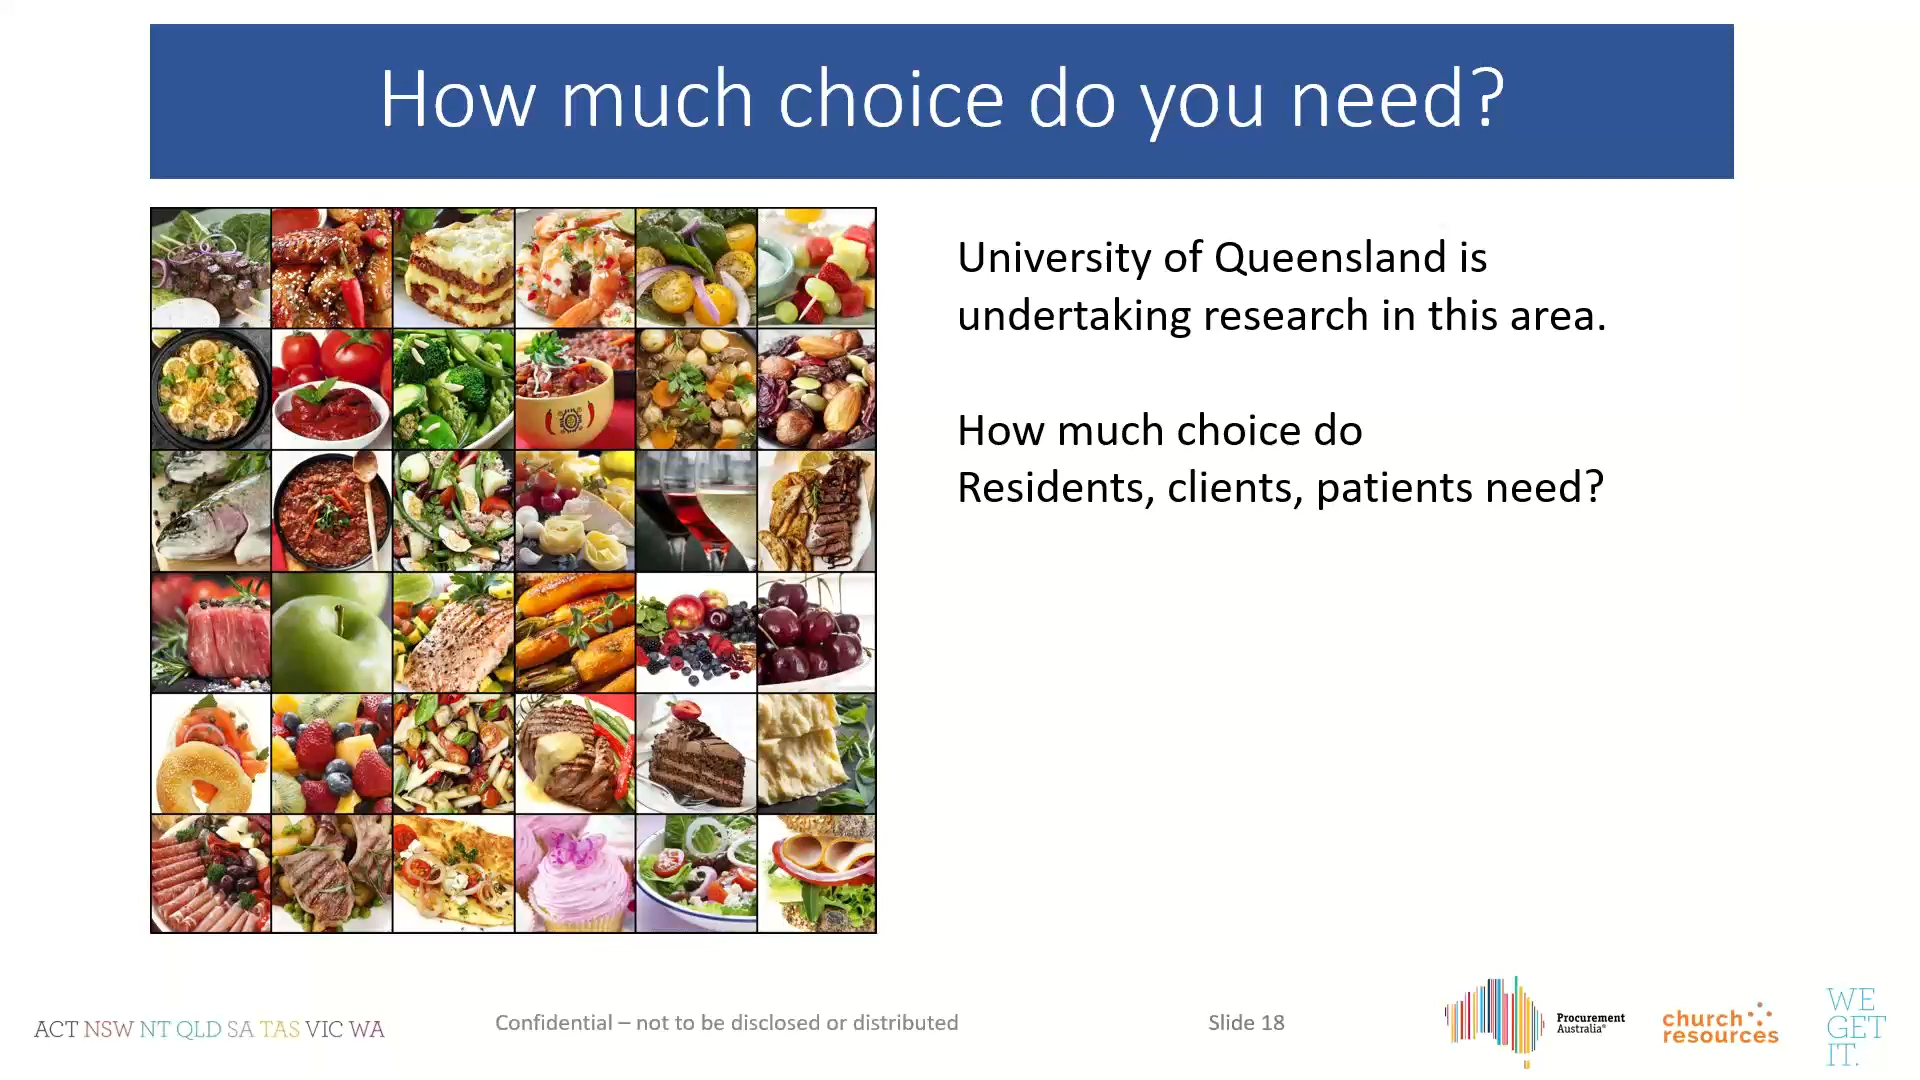 How much choice do you need?
University of Queensland is
undertaking research in this area.
How much choice do
Residents, clients, patients need?
ACT NSW NT QLD SA TAS VIC WA
Confidential – not to be disclosed or distributed
Slide 18
Procurement
Australia®
church
resources
WE
GET
IT.